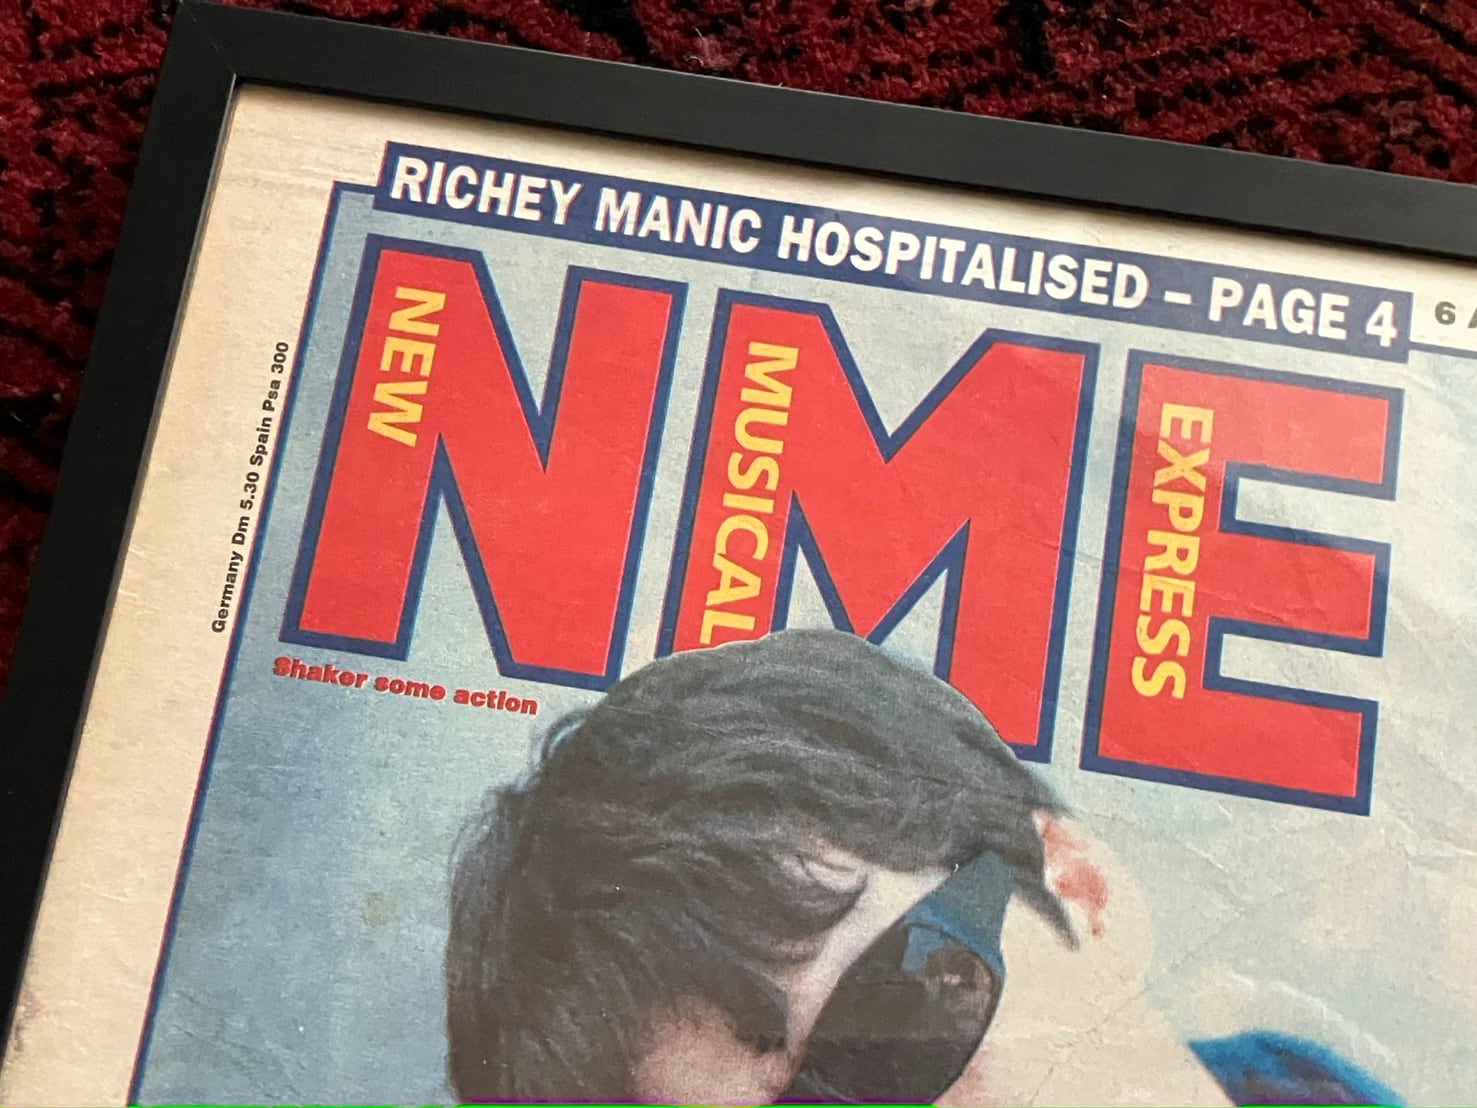 RICHEY MANIC HOSPITALISED – PAGE 4
6 A
NME
NEW
MUSICAL
EXPRESS
Germany Dm 5.30 Spain Psa 300
Shaker some action